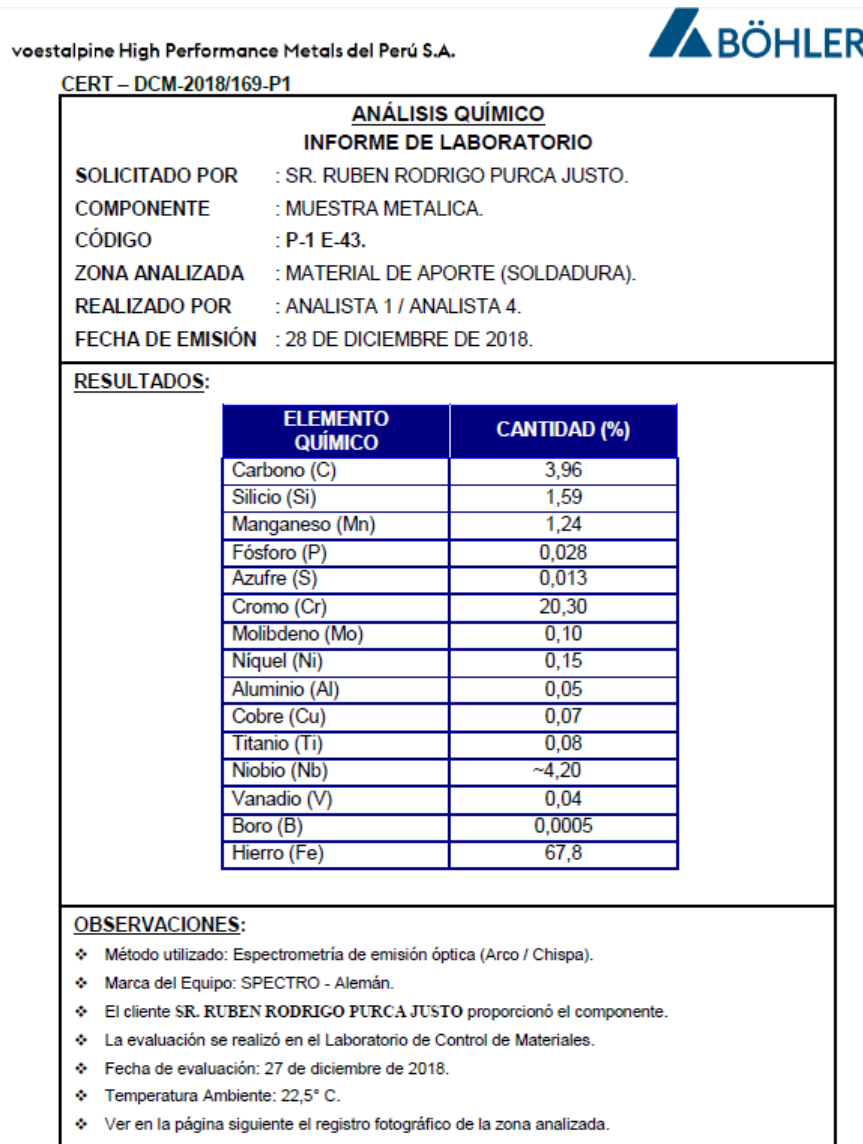 voestalpine High Performance Metals del Perú S.A.
BÖHLER
CERT – DCM-2018/169-P1
ANÁLISIS QUÍMICO
INFORME DE LABORATORIO
SOLICITADO POR : SR. RUBEN RODRIGO PURCA JUSTO.
COMPONENTE : MUESTRA METALICA.
CÓDIGO : P-1 E-43.
ZONA ANALIZADA : MATERIAL DE APORTE (SOLDADURA).
REALIZADO POR : ANALISTA 1 / ANALISTA 4.
FECHA DE EMISIÓN : 28 DE DICIEMBRE DE 2018.
RESULTADOS:
ELEMENTO QUÍMICO CANTIDAD (%)
Carbono (C) 3,96
Silicio (Si) 1,59
Manganeso (Mn) 1,24
Fósforo (P) 0,028
Azufre (S) 0,013
Cromo (Cr) 20,30
Molibdeno (Mo) 0,10
Níquel (Ni) 0,15
Aluminio (Al) 0,05
Cobre (Cu) 0,07
Titanio (Ti) 0,08
Niobio (Nb) ~4,20
Vanadio (V) 0,04
Boro (B) 0,0005
Hierro (Fe) 67,8
OBSERVACIONES:
❖ Método utilizado: Espectrometría de emisión óptica (Arco / Chispa).
❖ Marca del Equipo: SPECTRO - Alemán.
❖ El cliente SR. RUBEN RODRIGO PURCA JUSTO proporcionó el componente.
❖ La evaluación se realizó en el Laboratorio de Control de Materiales.
❖ Fecha de evaluación: 27 de diciembre de 2018.
❖ Temperatura Ambiente: 22,5° C.
❖ Ver en la página siguiente el registro fotográfico de la zona analizada.